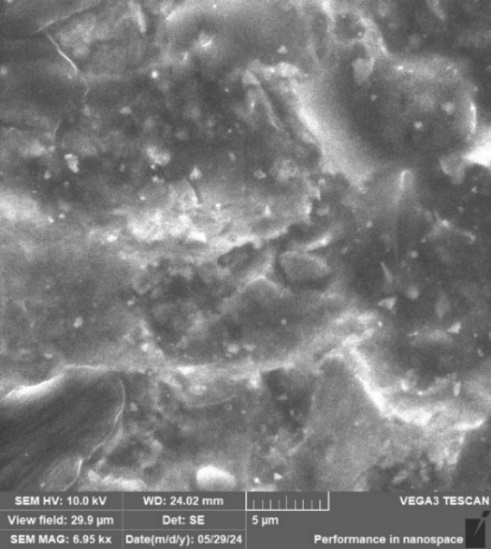 SEM HV: 10.0 kV WD: 24.02 mm VEGA3 TESCAN
View field: 29.9 µm Det: SE 5 µm
SEM MAG: 6.95 kx Date(m/d/y): 05/29/24 Performance in nanospace